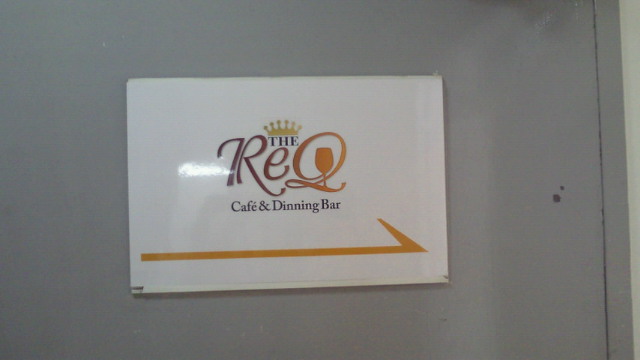 THE
ReQ
Café & Dinning Bar